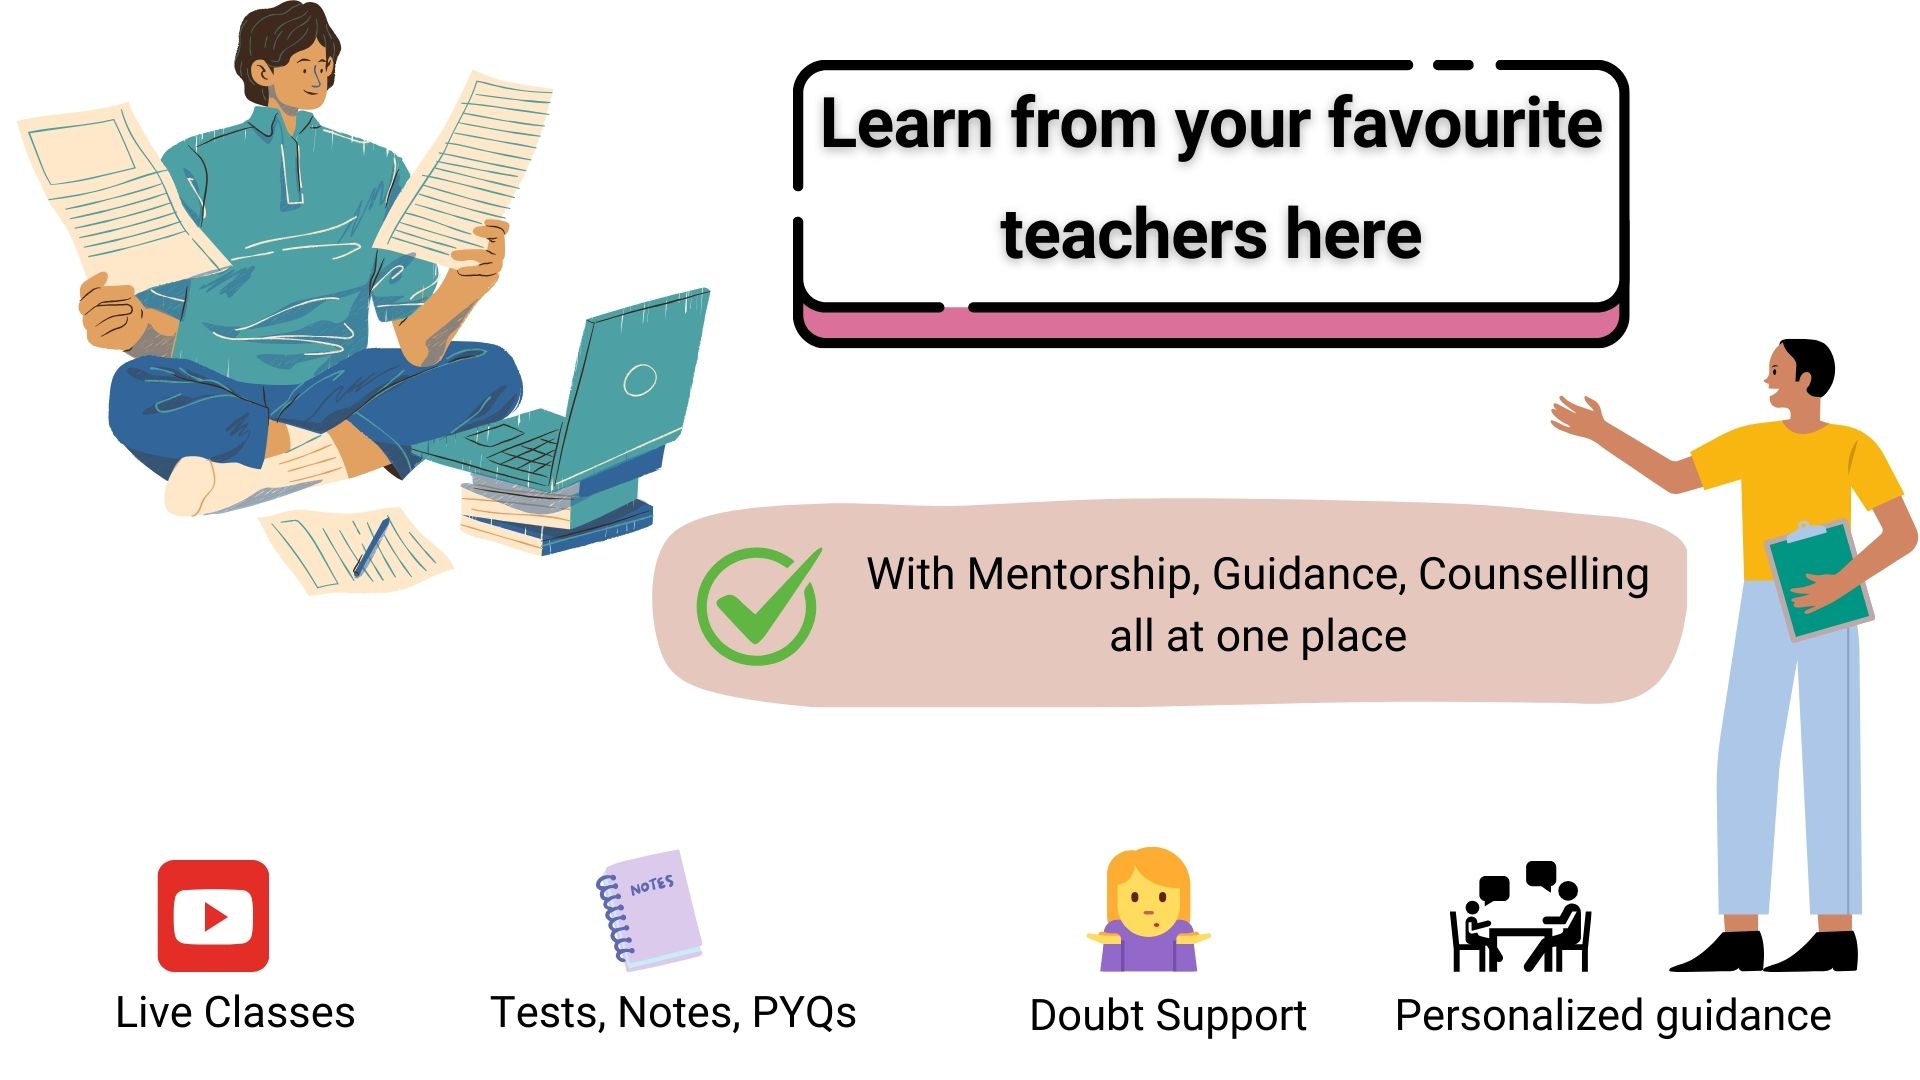 Learn from your favourite
teachers here
With Mentorship, Guidance, Counselling
all at one place
NOTES
Live Classes
Tests, Notes, PYQs
Doubt Support
Personalized guidance